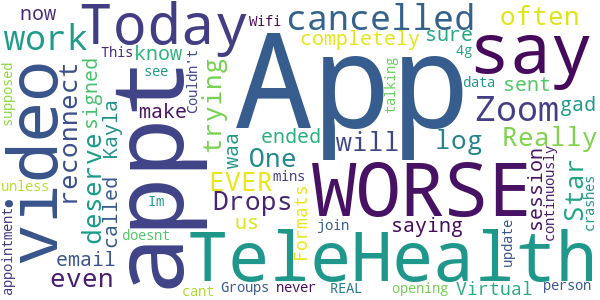 now
Wifi
Today
cancelled
often
work
App
completely
sure
say
This
know
Couldn't
4g
see
make
trying
talking
data
sent
gad
supposed
video
reconnect
signed
appt
Zoom
Kayla
ended
will
log
Really
deserve
called
waa
One
WORSE
session
continuously
Star
crashes
unless
EVER
mins
Drops
us
Formats
saying
appointment.
Im
join
update
email
doesnt
TeleHealth
even
cant
Groups
never
REAL
opening
Virtual
person